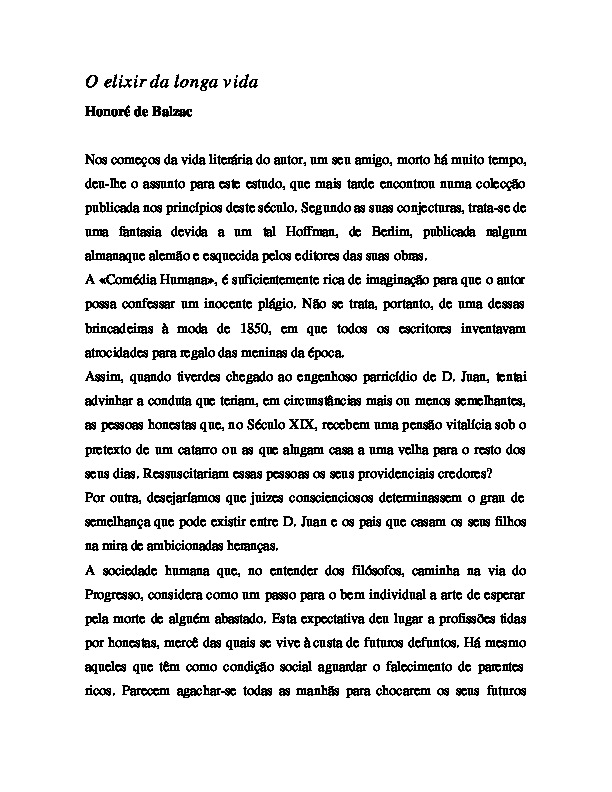 O elixir da longa vida
Honoré de Balzac
Nos começos da vida literária do autor, um seu amigo, morto há muito tempo,
deu-lhe o assunto para este estudo, que mais tarde encontrou numa colecção
publicada nos princípios deste século. Segundo as suas conjecturas, trata-se de
uma fantasia devida a um tal Hoffman, de Berlim, publicada nalgum
almanaque alemão e esquecida pelos editores das suas obras.
A «Comédia Humana», é suficientemente rica de imaginação para que o autor
possa confessar um inocente plágio. Não se trata, portanto, de uma dessas
brincadeiras à moda de 1850, em que todos os escritores inventavam
atrocidades para regalo das meninas da época.
Assim, quando tiverdes chegado ao engenhoso parricídio de D. Juan, tentai
advinhar a conduta que teriam, em circunstâncias mais ou menos semelhantes,
as pessoas honestas que, no Século XIX, recebem uma pensão vitalícia sob o
pretexto de um catarro ou as que alugam casa a uma velha para o resto dos
seus dias. Ressuscitariam essas pessoas os seus providenciais credores?
Por outra, desejaríamos que juizes conscienciosos determinassem o grau de
semelhança que pode existir entre D. Juan e os pais que casam os seus filhos
na mira de ambicionadas heranças.
A sociedade humana que, no entender dos filósofos, caminha na via do
Progresso, considera como um passo para o bem individual a arte de esperar
pela morte de alguém abastado. Esta expectativa deu lugar a profissões tidas
por honestas, mercê das quais se vive à custa de futuros defuntos. Há mesmo
aqueles que têm como condição social aguardar o falecimento de parentes
ricos. Parecem agachar-se todas as manhãs para chocarem os seus futuros